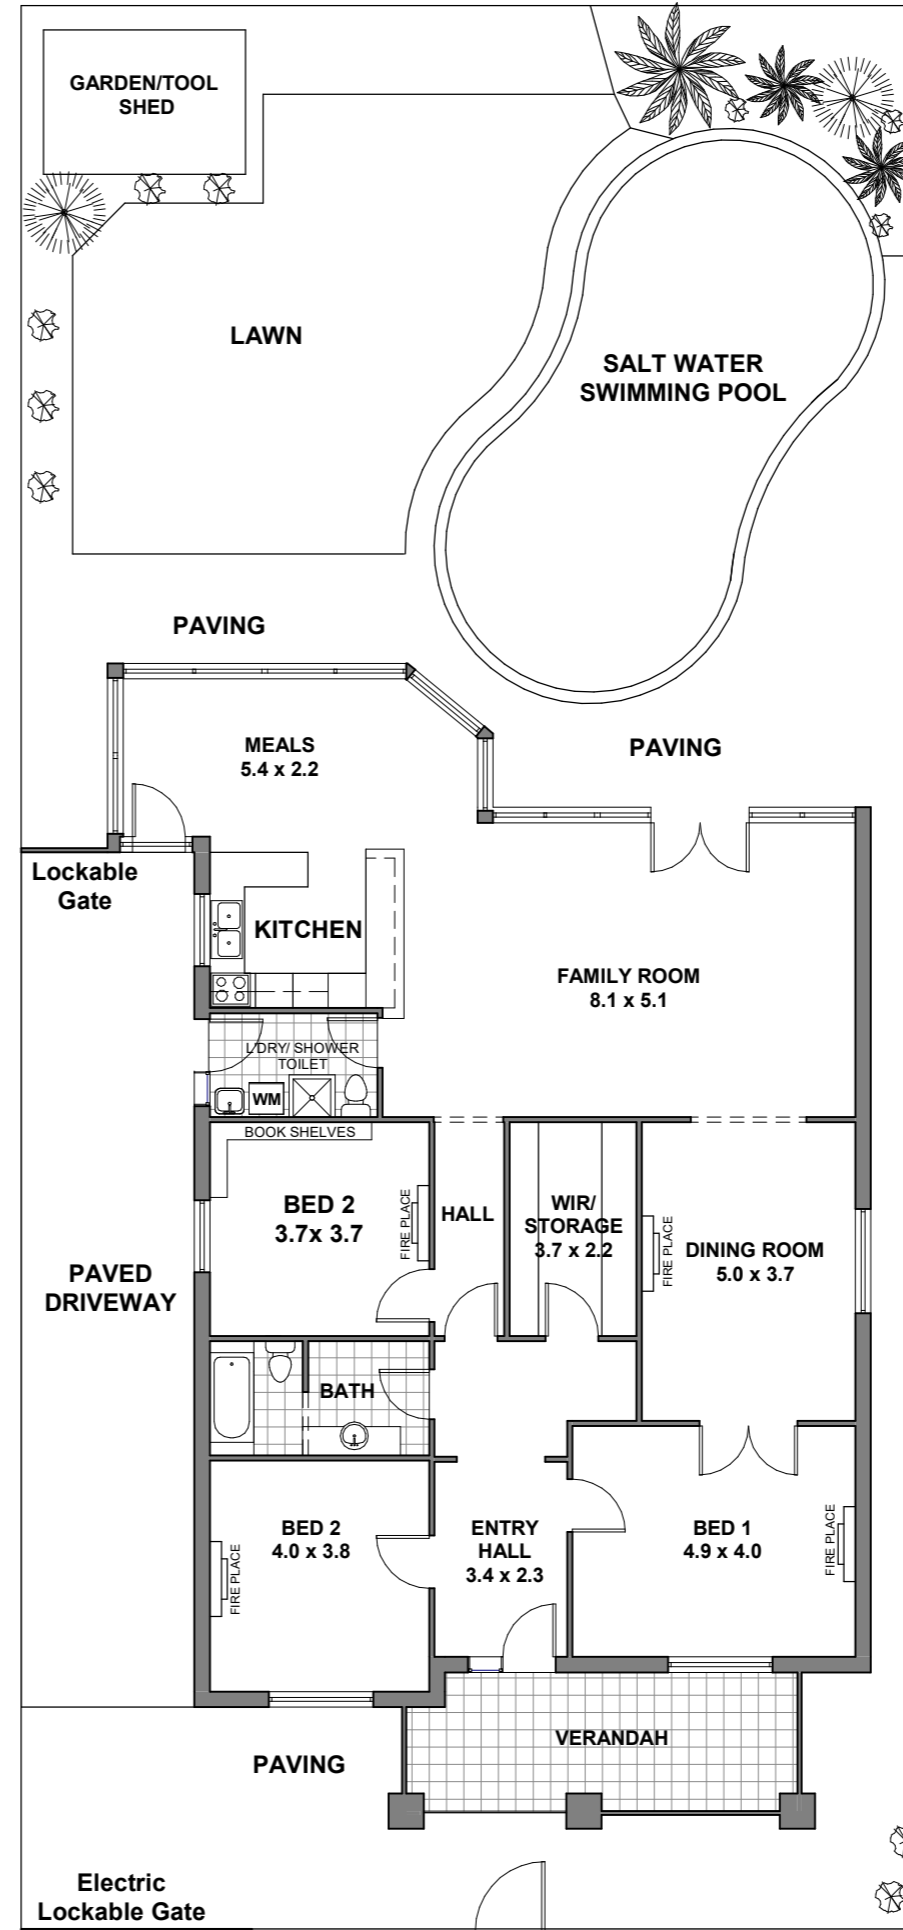 GARDEN/TOOL
SHED
LAWN
SALT WATER
SWIMMING POOL
PAVING
MEALS
5.4 x 2.2
PAVING
Lockable
Gate
KITCHEN
FAMILY ROOM
8.1 x 5.1
L'DRY/ SHOWER
TOILET
WM
BOOK SHELVES
BED 2
3.7x 3.7
FIRE PLACE
HALL
WIR/
STORAGE
3.7 x 2.2
FIRE PLACE
DINING ROOM
5.0 x 3.7
PAVED
DRIVEWAY
BATH
BED 2
4.0 x 3.8
FIRE PLACE
ENTRY
HALL
3.4 x 2.3
BED 1
4.9 x 4.0
FIRE PLACE
VERANDAH
PAVING
Electric
Lockable Gate